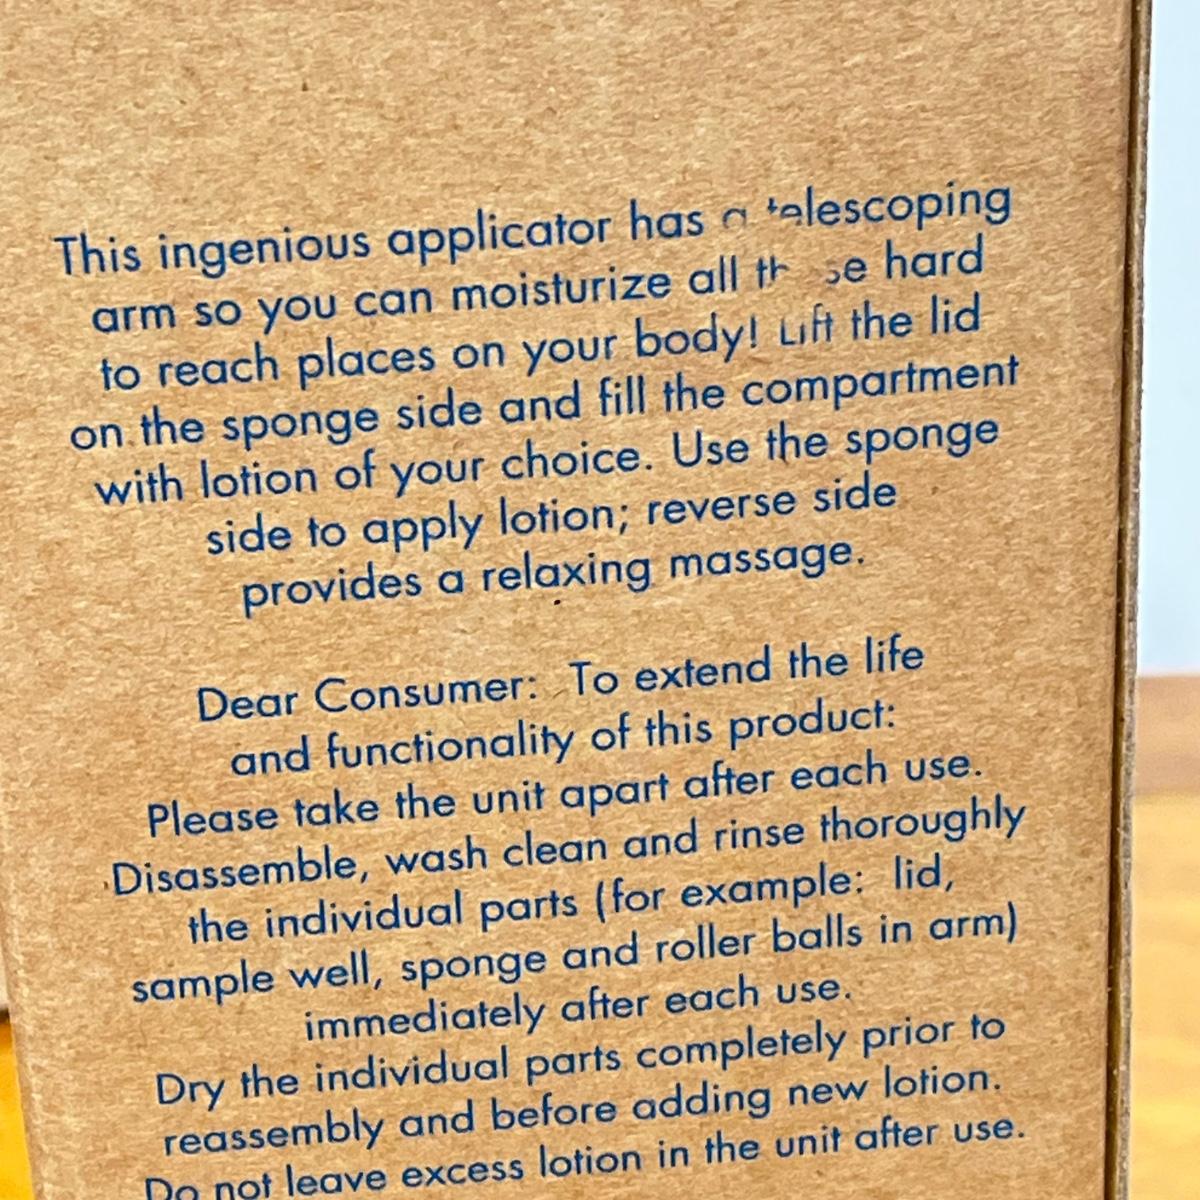 This ingenious applicator has a telescoping
arm so you can moisturize all those hard
to reach places on your body! Lift the lid
on the sponge side and fill the compartment
with lotion of your choice. Use the sponge
side to apply lotion; reverse side
provides a relaxing massage.
Dear Consumer: To extend the life
and functionality of this product:
Please take the unit apart after each use.
Disassemble, wash clean and rinse thoroughly
the individual parts (for example: lid,
sample well, sponge and roller balls in arm)
immediately after each use.
Dry the individual parts completely prior to
reassembly and before adding new lotion.
Do not leave excess lotion in the unit after use.